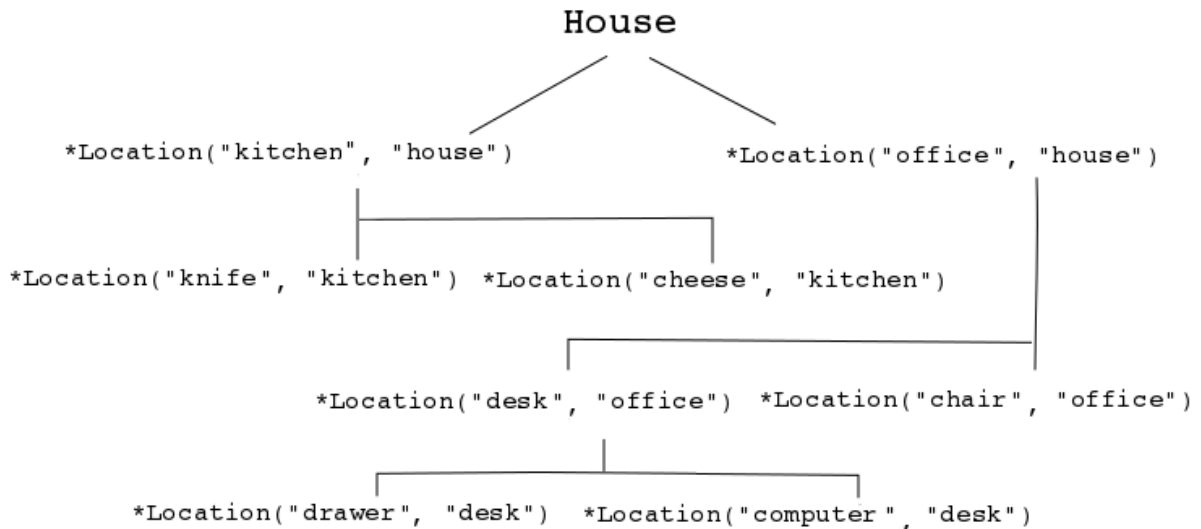 House
*Location("kitchen", "house")
*Location("office", "house")
*Location("knife", "kitchen")
*Location("cheese", "kitchen")
*Location("desk", "office")
*Location("chair", "office")
*Location("drawer", "desk")
*Location("computer", "desk")